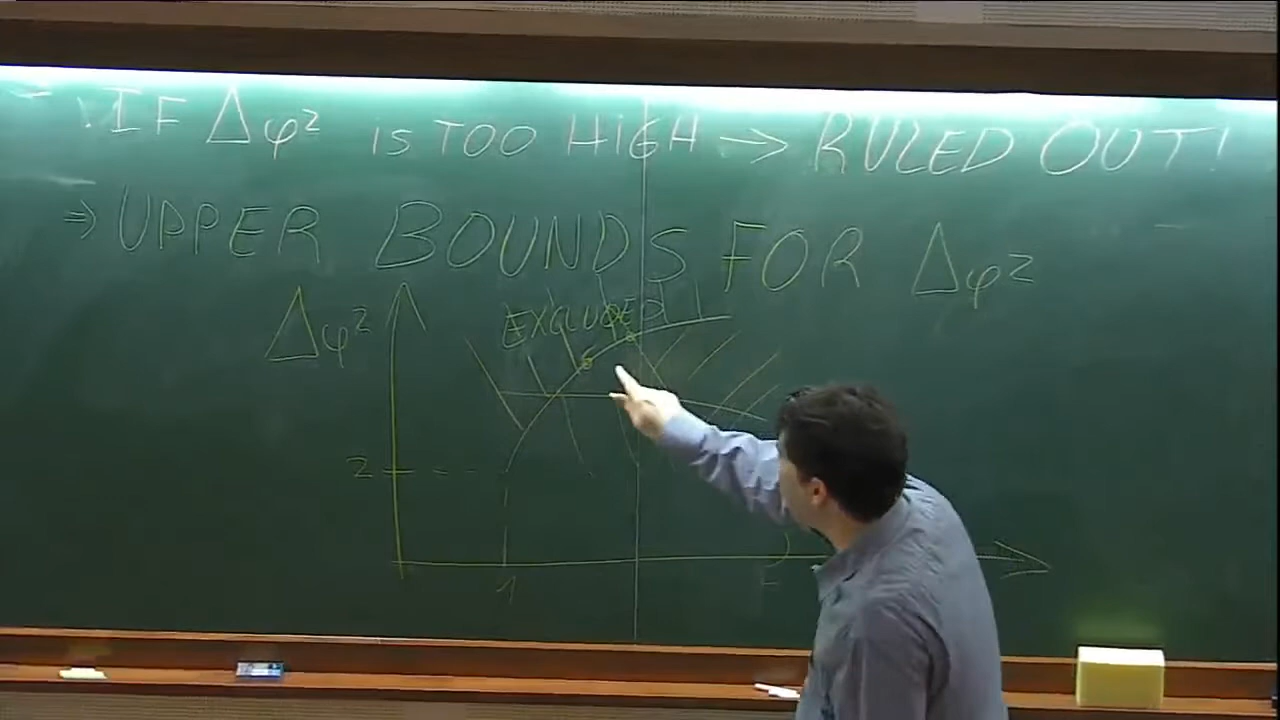 IF Δφ² is TOO HiGH → RULED OUT!
⇒ UPPER BOUNDS FOR Δφ²
Δφ²
EXCLUDED!
2
1